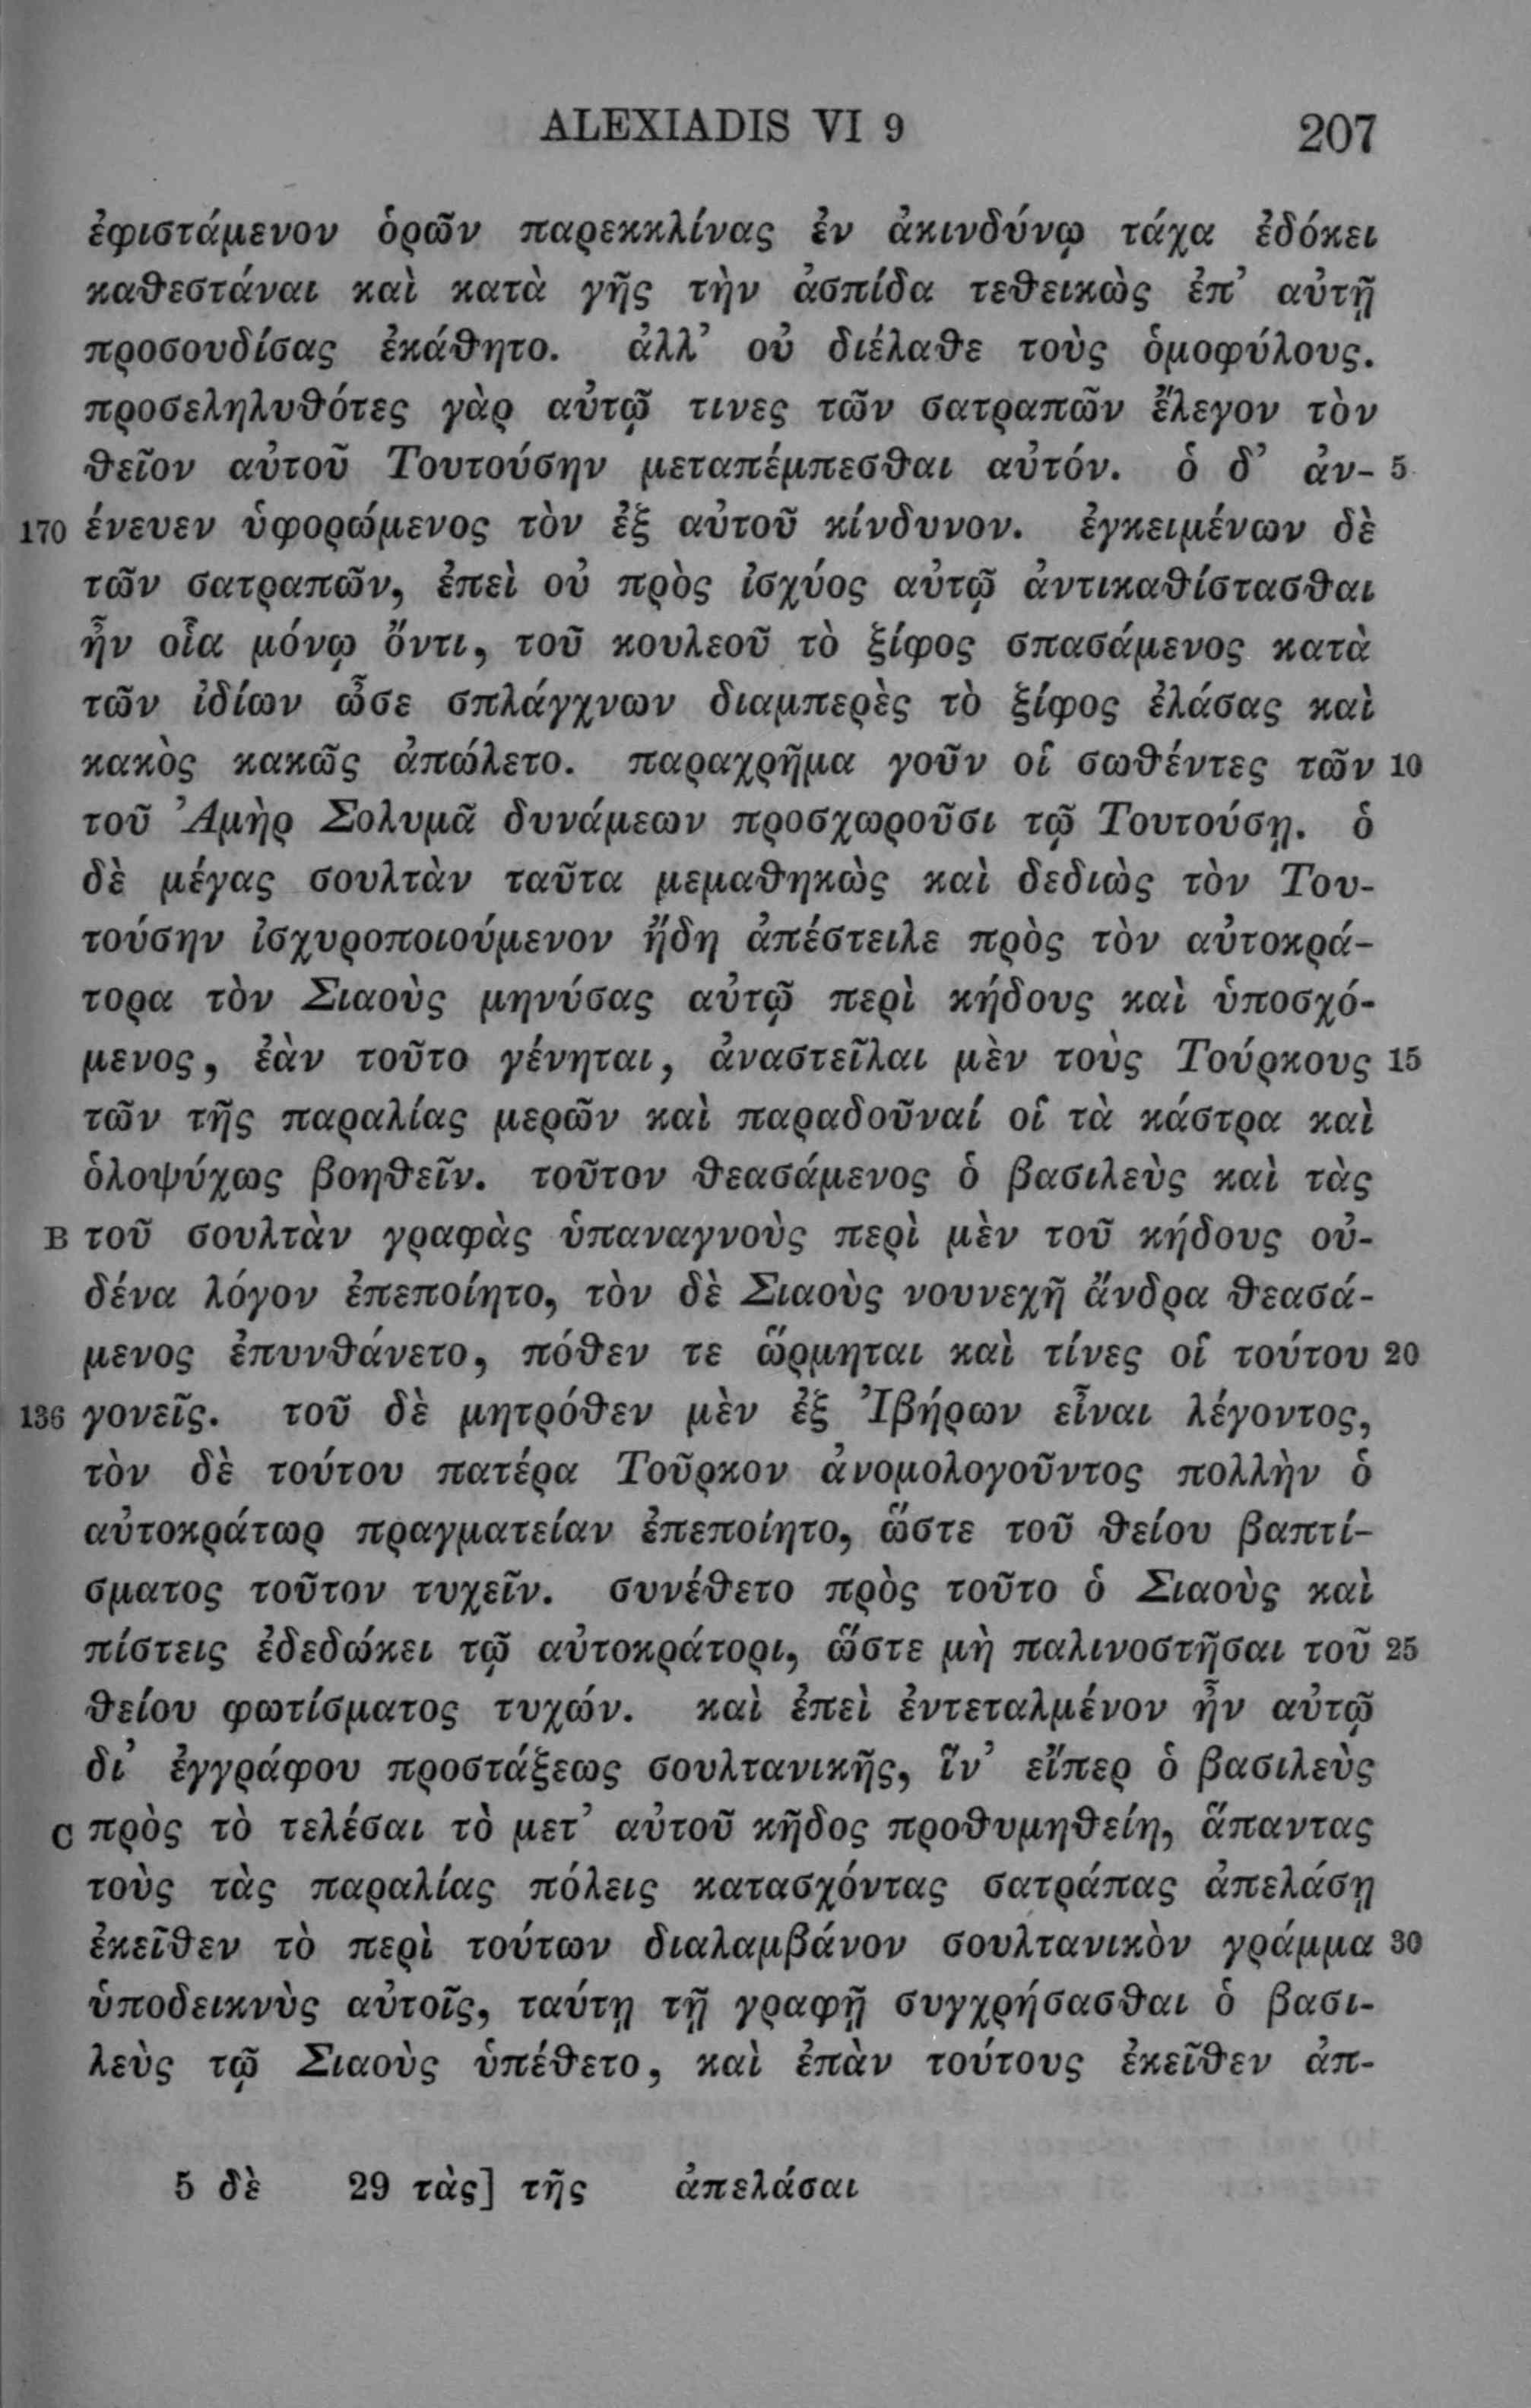 ALEXIADIS VI 9 207
ἐφιστάμενον ὁρῶν παρεκκλίνας ἐν ἀκινδύνῳ τάχα ἐδόκει
καθεστάναι καὶ κατὰ γῆς τὴν ἀσπίδα τεθεικὼς ἐπ’ αὐτῇ
προσουδίσας ἐκάθητο. ἀλλ’ οὐ διέλαθε τοὺς ὁμοφύλους.
προσεληλυθότες γὰρ αὐτῷ τινες τῶν σατραπῶν ἔλεγον τὸν
θεῖον αὐτοῦ Τουτούσην μεταπέμπεσθαι αὐτόν. ὁ δ’ ἀν- 5
170 ένευεν ὑφορώμενος τὸν ἐξ αὐτοῦ κίνδυνον. ἐγκειμένων δὲ
τῶν σατραπῶν, ἐπεὶ οὐ πρὸς ἰσχύος αὐτῷ ἀντικαθίστασθαι
ἦν οἷα μόνῳ ὄντι, τοῦ κουλεοῦ τὸ ξίφος σπασάμενος κατὰ
τῶν ἰδίων ὦσε σπλάγχνων διαμπερὲς τὸ ξίφος ἐλάσας καὶ
κακὸς κακῶς ἀπώλετο. παραχρῆμα γοῦν οἱ σωθέντες τῶν 10
τοῦ Ἀμὴρ Σολυμᾶ δυνάμεων προσχωροῦσι τῷ Τουτούσῃ. ὁ
δὲ μέγας σουλτὰν ταῦτα μεμαθηκὼς καὶ δεδιὼς τὸν Του-
τούσην ἰσχυροποιούμενον ἤδη ἀπέστειλε πρὸς τὸν αὐτοκρά-
τορα τὸν Σιαοὺς μηνύσας αὐτῷ περὶ κήδους καὶ ὑποσχό-
μενος, ἐὰν τοῦτο γένηται, ἀναστεῖλαι μὲν τοὺς Τούρκους 15
τῶν τῆς παραλίας μερῶν καὶ παραδοῦναί οἱ τὰ κάστρα καὶ
ὁλοψύχως βοηθεῖν. τοῦτον θεασάμενος ὁ βασιλεὺς καὶ τὰς
B τοῦ σουλτὰν γραφὰς ὑπαναγνοὺς περὶ μὲν τοῦ κήδους οὐ-
δένα λόγον ἐπεποίητο, τὸν δὲ Σιαοὺς νουνεχῆ ἄνδρα θεασά-
μενος ἐπυνθάνετο, πόθεν τε ὥρμηται καὶ τίνες οἱ τούτου 20
136 γονεῖς. τοῦ δὲ μητρόθεν μὲν ἐξ Ἰβήρων εἶναι λέγοντος,
τὸν δὲ τούτου πατέρα Τοῦρκον ἀνομολογοῦντος πολλὴν ὁ
αὐτοκράτωρ πραγματείαν ἐπεποίητο, ὥστε τοῦ θείου βαπτί-
σματος τοῦτον τυχεῖν. συνέθετο πρὸς τοῦτο ὁ Σιαοὺς καὶ
πίστεις ἐδεδώκει τῷ αὐτοκράτορι, ὥστε μὴ παλινοστῆσαι τοῦ 25
θείου φωτίσματος τυχών. καὶ ἐπεὶ ἐντεταλμένον ἦν αὐτῷ
δι’ ἐγγράφου προστάξεως σουλτανικῆς, ἵν’ εἴπερ ὁ βασιλεὺς
C πρὸς τὸ τελέσαι τὸ μετ’ αὐτοῦ κῆδος προθυμηθείη, ἅπαντας
τοὺς τὰς παραλίας πόλεις κατασχόντας σατράπας ἀπελάσῃ
ἐκεῖθεν τὸ περὶ τούτων διαλαμβάνον σουλτανικὸν γράμμα 30
ὑποδεικνὺς αὐτοῖς, ταύτῃ τῇ γραφῇ συγχρήσασθαι ὁ βασι-
λεὺς τῷ Σιαοὺς ὑπέθετο, καὶ ἐπὰν τούτους ἐκεῖθεν ἀπ-
5 δὲ 29 τὰς] τῆς ἀπελάσαι